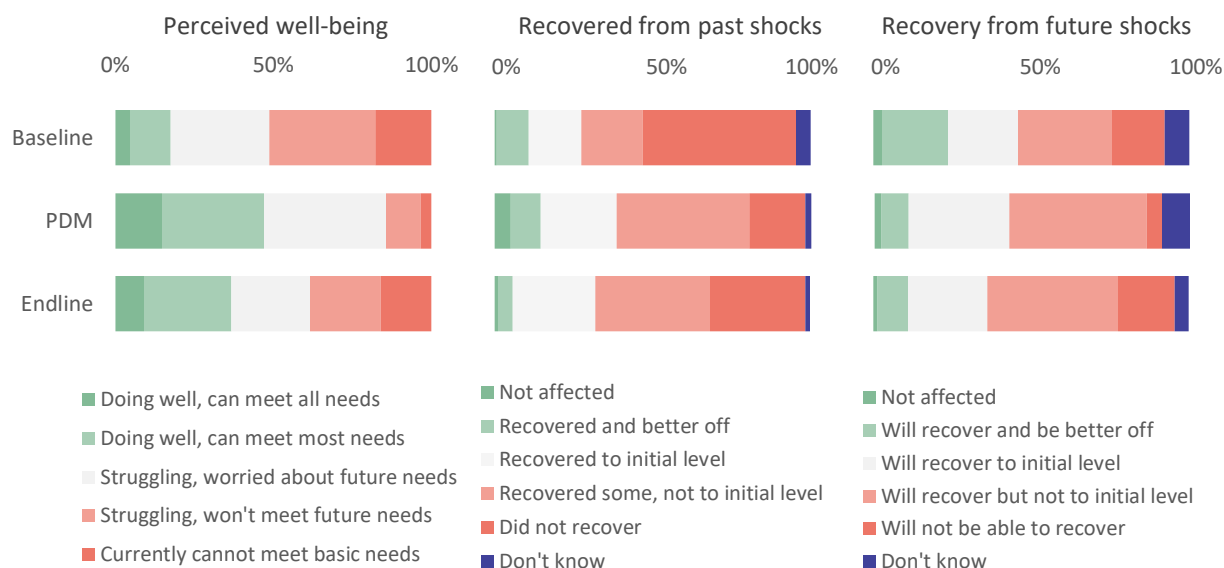 Perceived well-being
0% 50% 100%
Recovered from past shocks
0% 50% 100%
Recovery from future shocks
0% 50% 100%
Baseline
PDM
Endline
Doing well, can meet all needs
Doing well, can meet most needs
Struggling, worried about future needs
Struggling, won't meet future needs
Currently cannot meet basic needs
Not affected
Recovered and better off
Recovered to initial level
Recovered some, not to initial level
Did not recover
Don't know
Not affected
Will recover and be better off
Will recover to initial level
Will recover but not to initial level
Will not be able to recover
Don't know